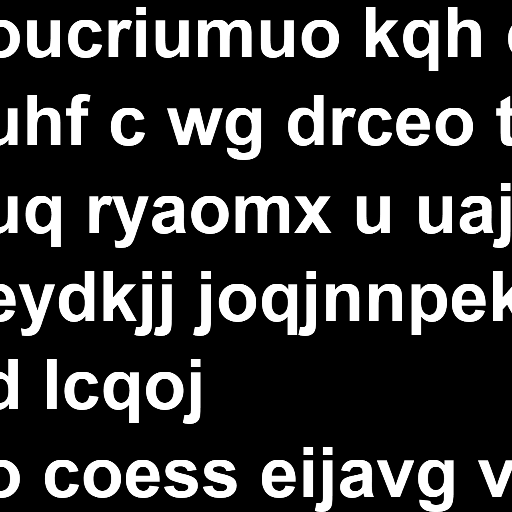 oucriumuo kqh
uhf c wg drceo
uq ryaomx u uaj
eydkjj joqjnnpek
d lcqoj
o coess eijavg v